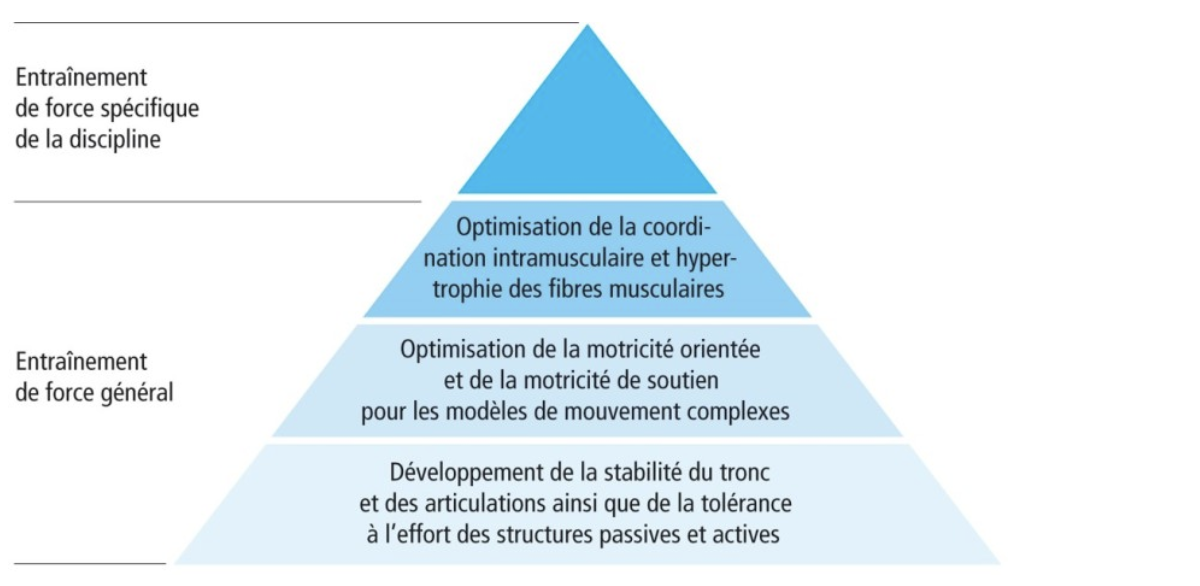 Entraînement
de force spécifique
de la discipline
Optimisation de la coordi-
nation intramusculaire et hyper-
trophie des fibres musculaires
Entraînement
de force général
Optimisation de la motricité orientée
et de la motricité de soutien
pour les modèles de mouvement complexes
Développement de la stabilité du tronc
et des articulations ainsi que de la tolérance
à l’effort des structures passives et actives